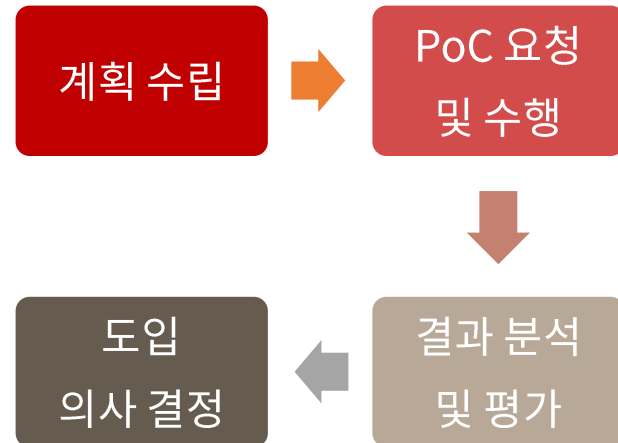 계획 수립
PoC 요청
및 수행
결과 분석
및 평가
도입
의사 결정